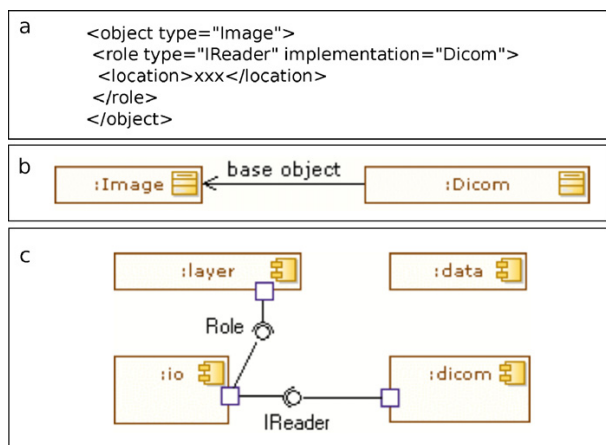 a
<object type="Image">
<role type="IReader" implementation="Dicom">
<location>xxx</location>
</role>
</object>
b
:Image
base object
:Dicom
c
:layer
:data
Role
:io
:dicom
IReader